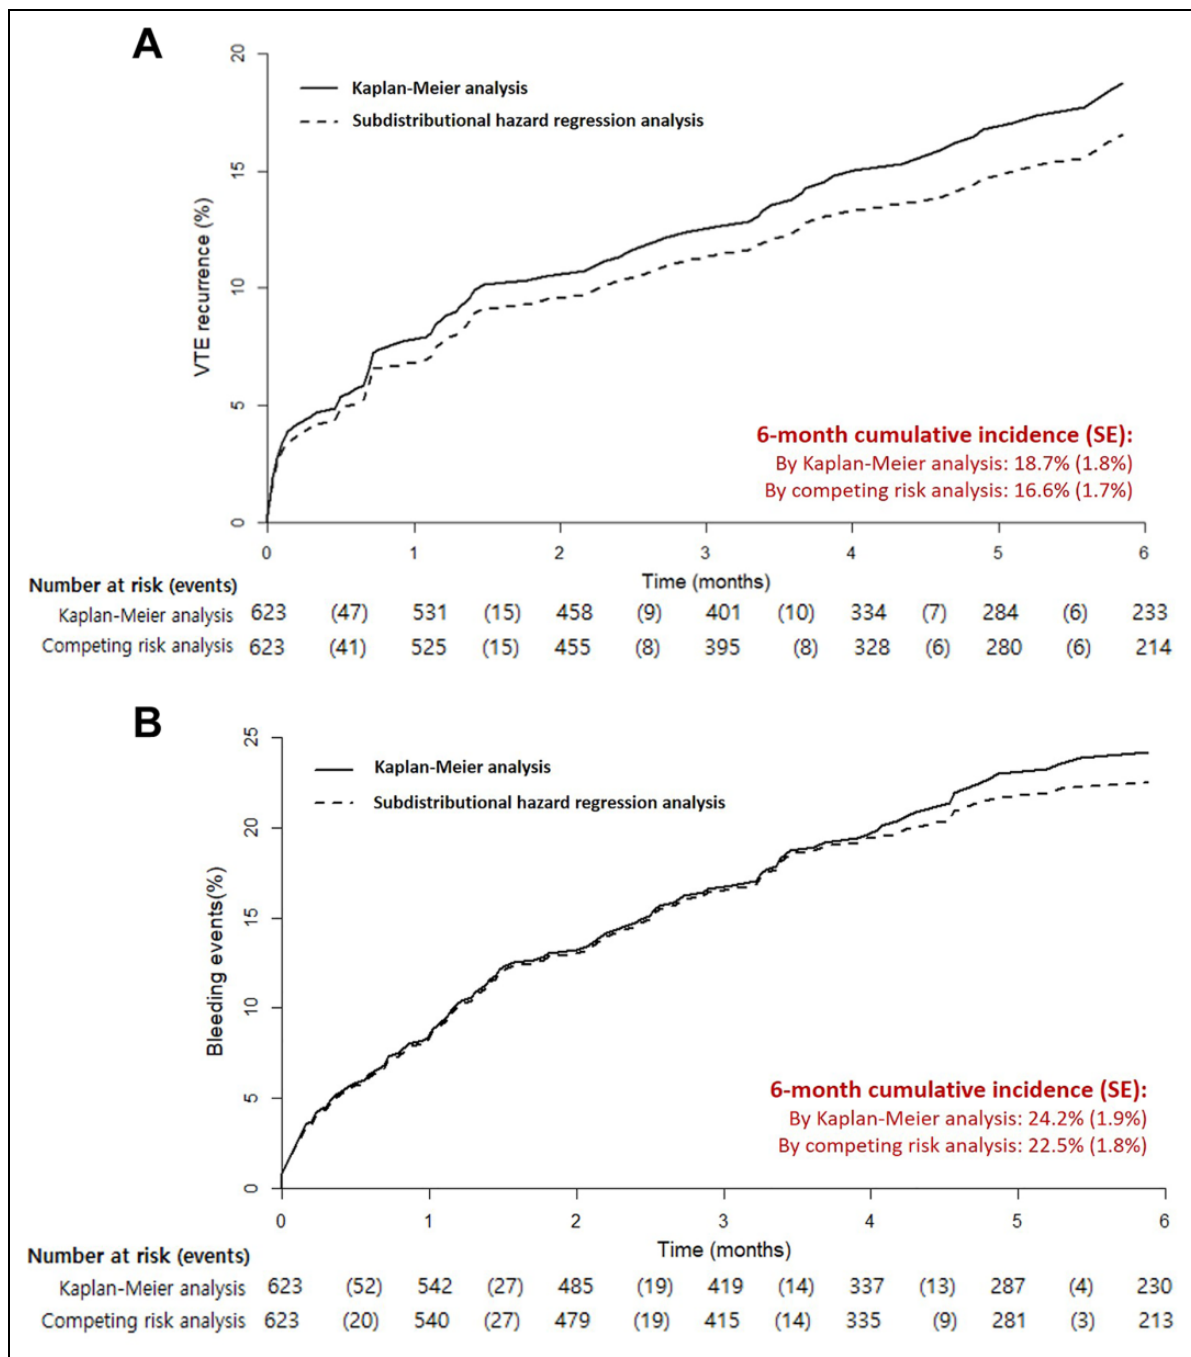 A
20
15
10
5
0
VTE recurrence (%)
Kaplan-Meier analysis
Subdistributional hazard regression analysis
6-month cumulative incidence (SE):
By Kaplan-Meier analysis: 18.7% (1.8%)
By competing risk analysis: 16.6% (1.7%)
0 1 2 3 4 5 6
Time (months)
Number at risk (events)
Kaplan-Meier analysis 623 (47) 531 (15) 458 (9) 401 (10) 334 (7) 284 (6) 233
Competing risk analysis 623 (41) 525 (15) 455 (8) 395 (8) 328 (6) 280 (6) 214
B
25
20
15
10
5
0
Bleeding events(%)
Kaplan-Meier analysis
Subdistributional hazard regression analysis
6-month cumulative incidence (SE):
By Kaplan-Meier analysis: 24.2% (1.9%)
By competing risk analysis: 22.5% (1.8%)
0 1 2 3 4 5 6
Time (months)
Number at risk (events)
Kaplan-Meier analysis 623 (52) 542 (27) 485 (19) 419 (14) 337 (13) 287 (4) 230
Competing risk analysis 623 (20) 540 (27) 479 (19) 415 (14) 335 (9) 281 (3) 213